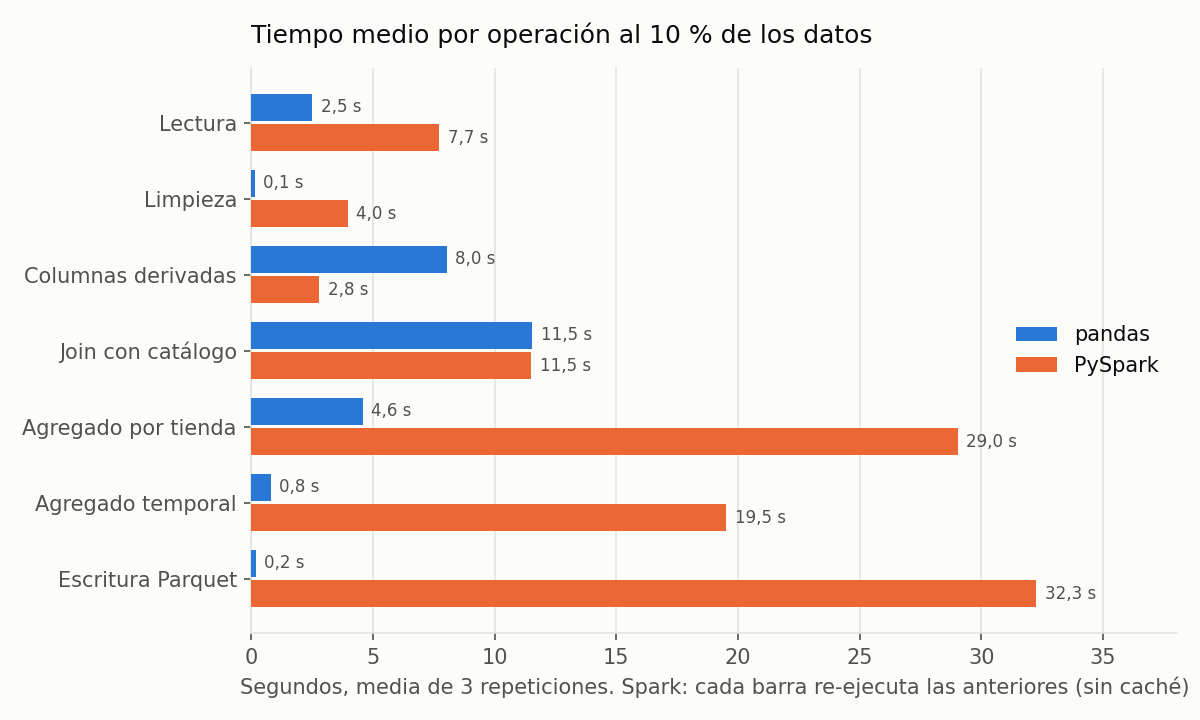 Tiempo medio por operación al 10 % de los datos
Lectura
2,5 s
7,7 s
Limpieza
0,1 s
4,0 s
Columnas derivadas
8,0 s
2,8 s
Join con catálogo
11,5 s
11,5 s
pandas
PySpark
Agregado por tienda
4,6 s
29,0 s
Agregado temporal
0,8 s
19,5 s
Escritura Parquet
0,2 s
32,3 s
0 5 10 15 20 25 30 35
Segundos, media de 3 repeticiones. Spark: cada barra re-ejecuta las anteriores (sin caché)